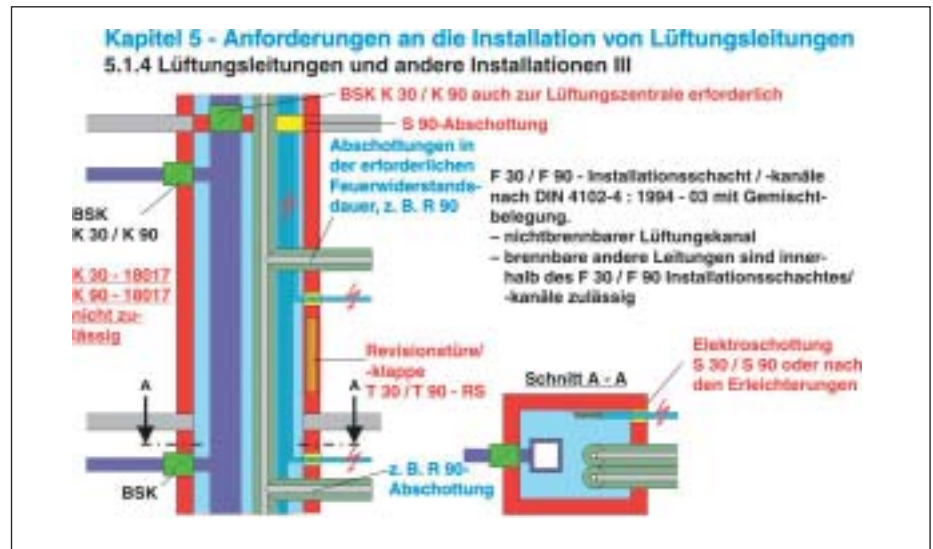 Kapitel 5 - Anforderungen an die Installation von Lüftungsleitungen
5.1.4 Lüftungsleitungen und andere Installationen III
BSK K 30 / K 90 auch zur Lüftungszentrale erforderlich
S 90-Abschottung
Abschottungen in
der erforderlichen
Feuerwiderstands-
dauer, z. B. R 90
F 30 / F 90 - Installationsschacht / -kanäle
nach DIN 4102-4 : 1994 - 03 mit Gemischt-
belegung.
– nichtbrennbarer Lüftungskanal
– brennbare andere Leitungen sind inner-
halb des F 30 / F 90 Installationsschachtes/
-kanäle zulässig
BSK
K 30 / K 90
K 30 - 18017
K 90 - 18017
nicht zu-
lässig
Revisionstüre/
-klappe
T 30 / T 90 - RS
A
A
Schnitt A - A
Elektroschottung
S 30 / S 90 oder nach
den Erleichterungen
BSK
z. B. R 90-
Abschottung